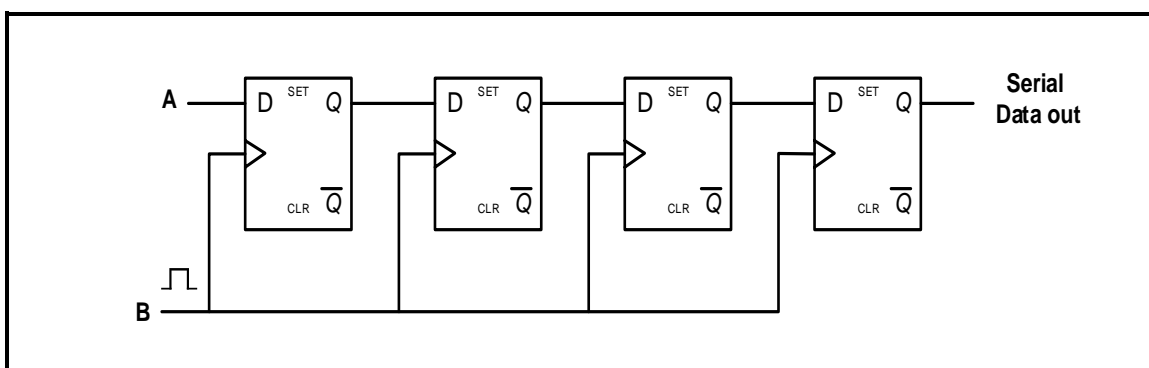 A D SET Q D SET Q D SET Q D SET Q Serial
Data out
CLR Q CLR Q CLR Q CLR Q
B